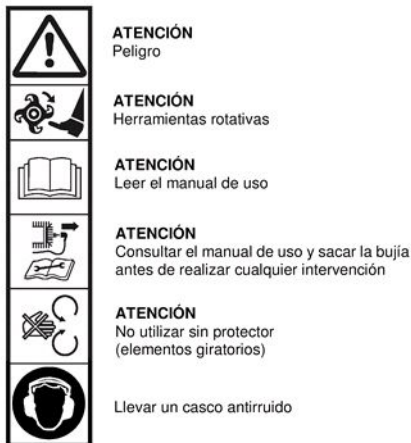 ATENCIÓN
Peligro
ATENCIÓN
Herramientas rotativas
ATENCIÓN
Leer el manual de uso
ATENCIÓN
Consultar el manual de uso y sacar la bujía
antes de realizar cualquier intervención
ATENCIÓN
No utilizar sin protector
(elementos giratorios)
Llevar un casco antirruido